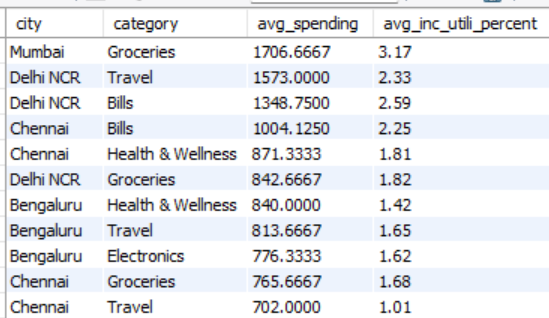 city category avg_spending avg_inc_utili_percent
Mumbai Groceries 1706.6667 3.17
Delhi NCR Travel 1573.0000 2.33
Delhi NCR Bills 1348.7500 2.59
Chennai Bills 1004.1250 2.25
Chennai Health & Wellness 871.3333 1.81
Delhi NCR Groceries 842.6667 1.82
Bengaluru Health & Wellness 840.0000 1.42
Bengaluru Travel 813.6667 1.65
Bengaluru Electronics 776.3333 1.62
Chennai Groceries 765.6667 1.68
Chennai Travel 702.0000 1.01